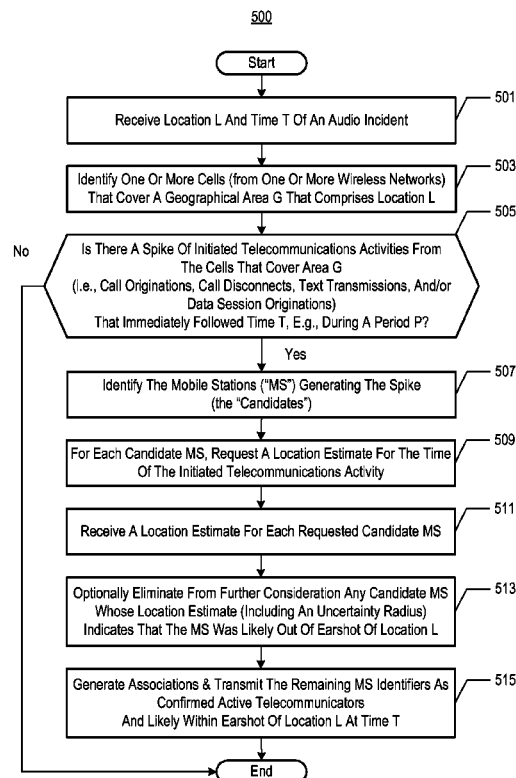 500
Start
501
Receive Location L And Time T Of An Audio Incident
503
Identify One Or More Cells (from One Or More Wireless Networks)
That Cover A Geographical Area G That Comprises Location L
505
No
Is There A Spike Of Initiated Telecommunications Activities From
The Cells That Cover Area G
(i.e., Call Originations, Call Disconnects, Text Transmissions, And/or
Data Session Originations)
That Immediately Followed Time T, E.g., During A Period P?
Yes
507
Identify The Mobile Stations ("MS") Generating The Spike
(the "Candidates")
509
For Each Candidate MS, Request A Location Estimate For The Time
Of The Initiated Telecommunications Activity
511
Receive A Location Estimate For Each Requested Candidate MS
513
Optionally Eliminate From Further Consideration Any Candidate MS
Whose Location Estimate (Including An Uncertainty Radius)
Indicates That The MS Was Likely Out Of Earshot Of Location L
515
Generate Associations & Transmit The Remaining MS Identifiers As
Confirmed Active Telecommunicators
And Likely Within Earshot Of Location L At Time T
End